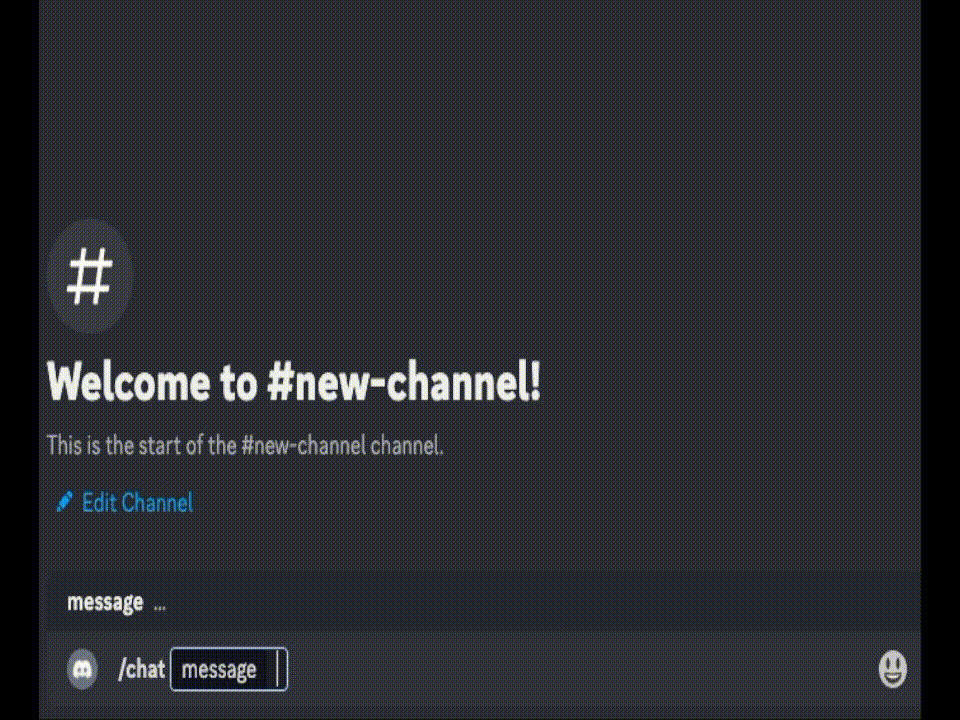 #
Welcome to #new-channel!
This is the start of the #new-channel channel.
Edit Channel
message ...
/chat message